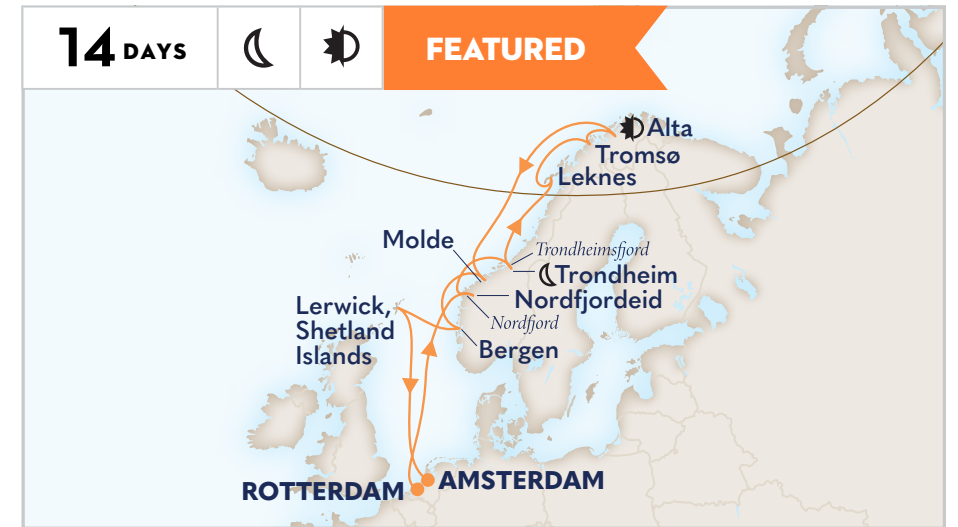 14 DAYS
FEATURED
Alta
Tromsø
Leknes
Molde
Trondheimsfjord
Trondheim
Nordfjordeid
Nordfjord
Lerwick,
Shetland
Islands
Bergen
ROTTERDAM
AMSTERDAM